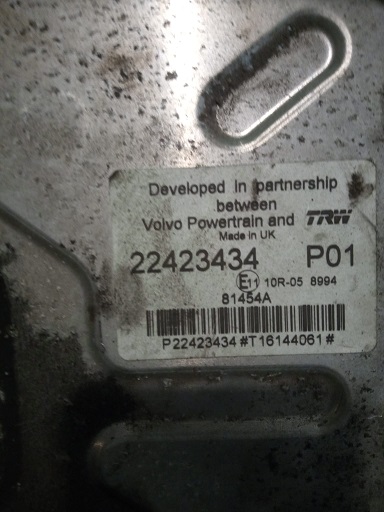 Developed in partnership
between
Volvo Powertrain and TRW
Made in UK
22423434 P01
E11 10R-05 8994
81454A
P22423434#T16144061#